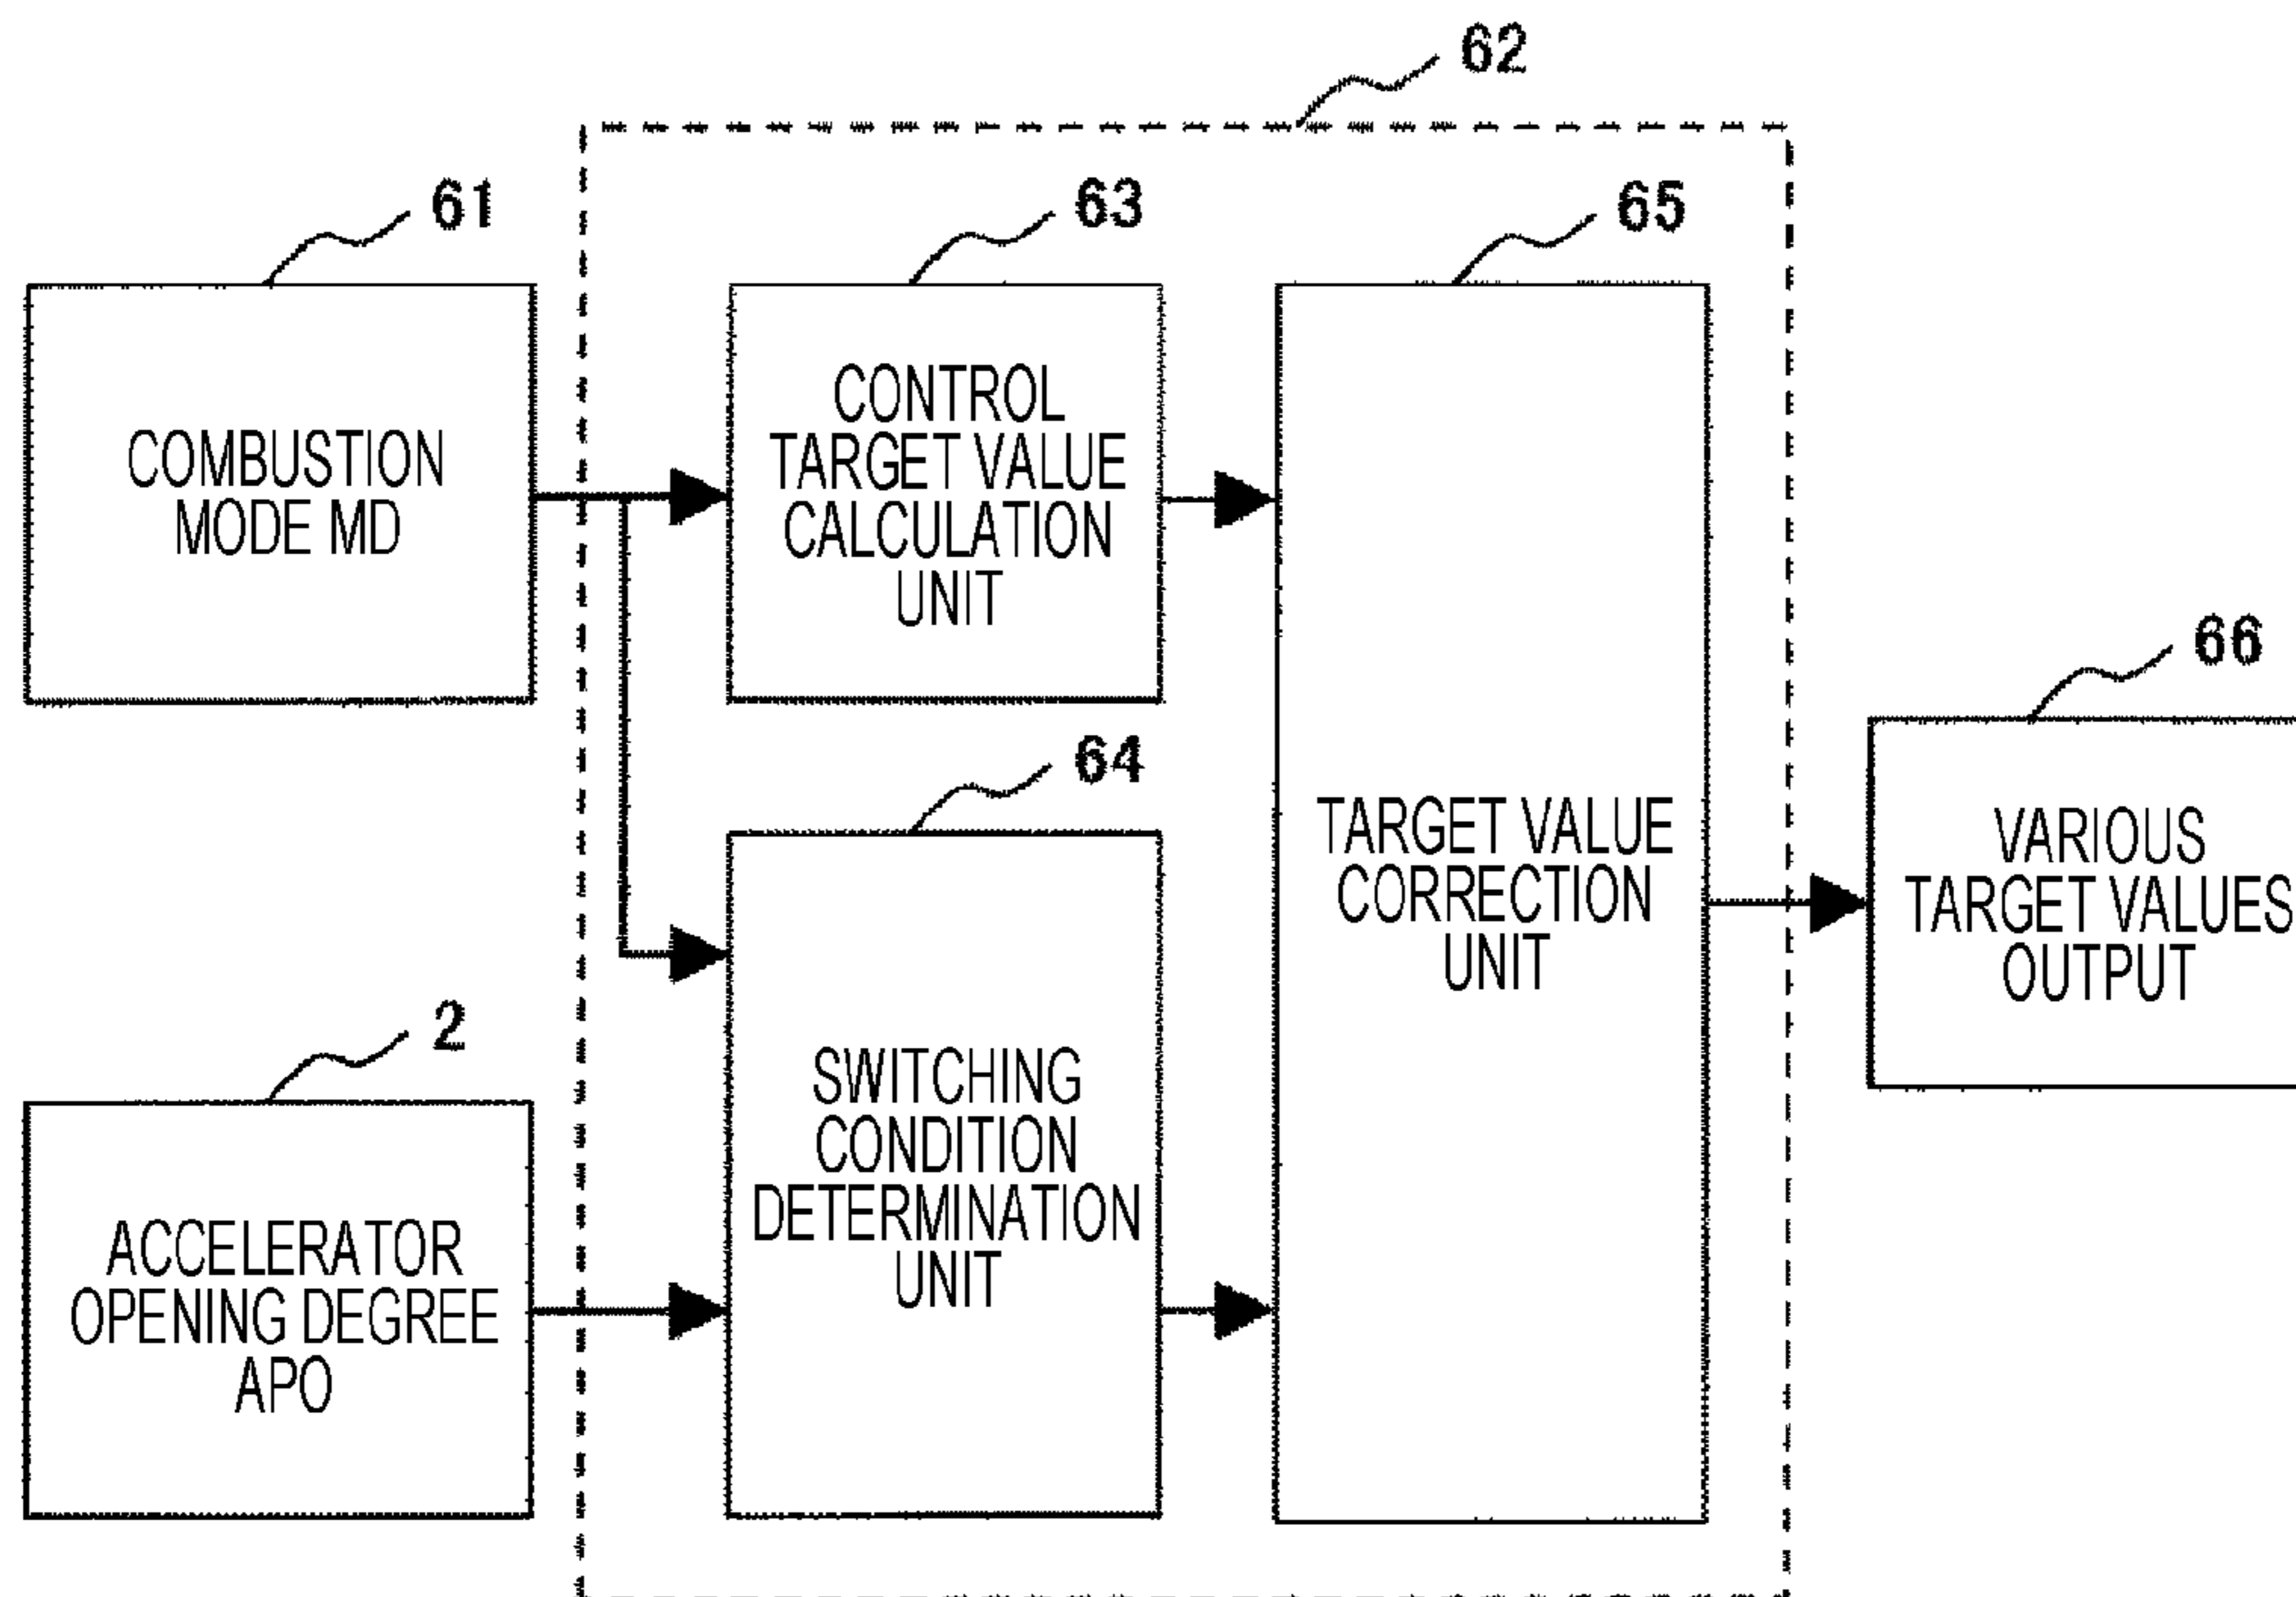 62
61
COMBUSTION
MODE MD
63
CONTROL
TARGET VALUE
CALCULATION
UNIT
65
TARGET VALUE
CORRECTION
UNIT
64
SWITCHING
CONDITION
DETERMINATION
UNIT
2
ACCELERATOR
OPENING DEGREE
APO
66
VARIOUS
TARGET VALUES
OUTPUT